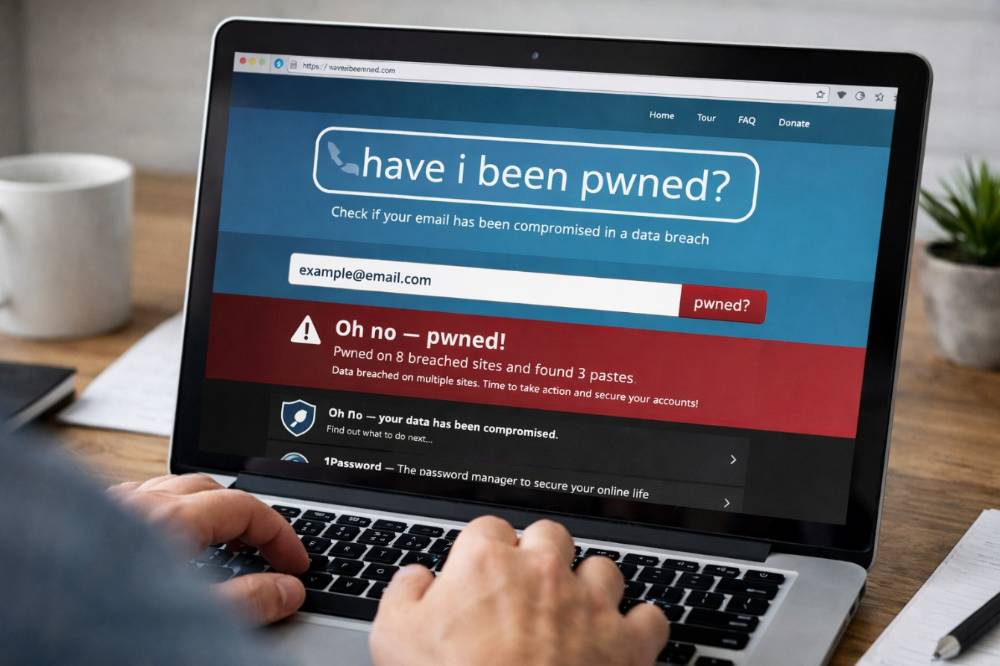 https:// wavesibeemned.com
Home Tour FAQ Donate
have i been pwned?
Check if your email has been compromised in a data breach
example@email.com
pwned?
Oh no — pwned!
Pwned on 8 breached sites and found 3 pastes.
Data breached on multiple sites. Time to take action and secure your accounts!
Oh no — your data has been compromised.
Find out what to do next...
1Password — The password manager to secure your online life